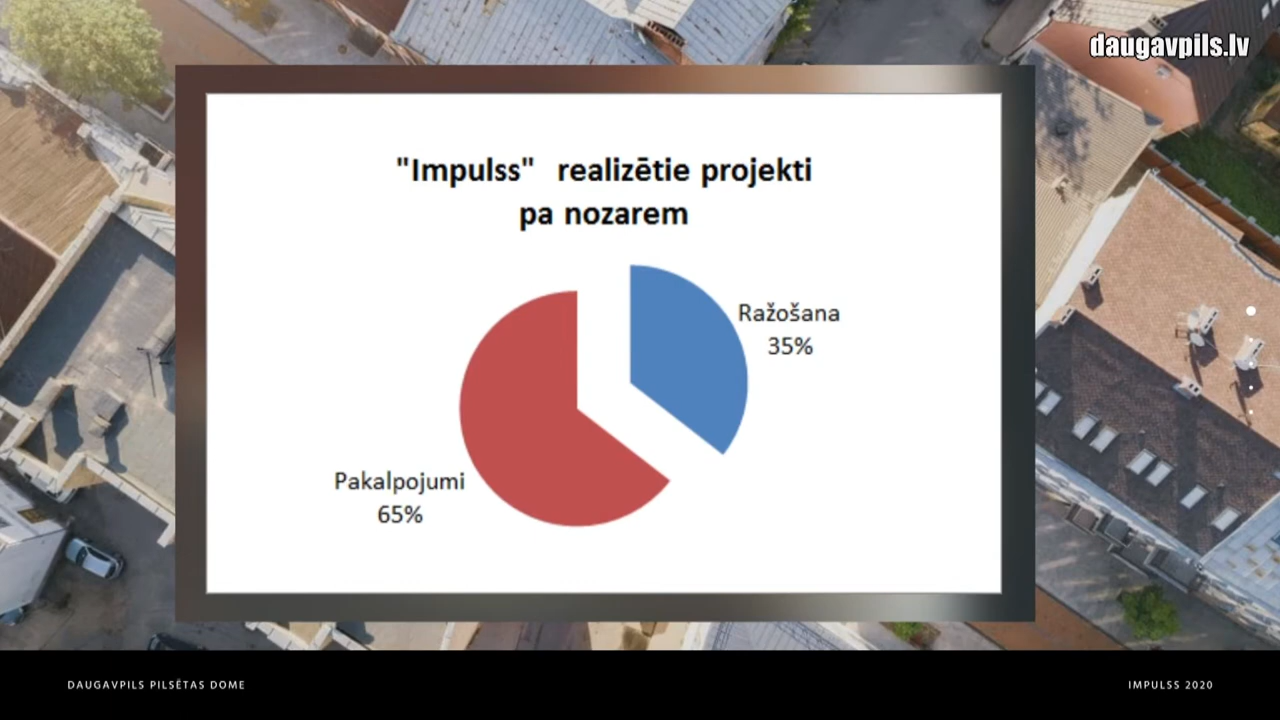 daugavpils.lv
"Impulss" realizētie projekti
pa nozarem
Ražošana
35%
Pakalpojumi
65%
DAUGAVPILS PILSĒTAS DOME
IMPULSS 2020